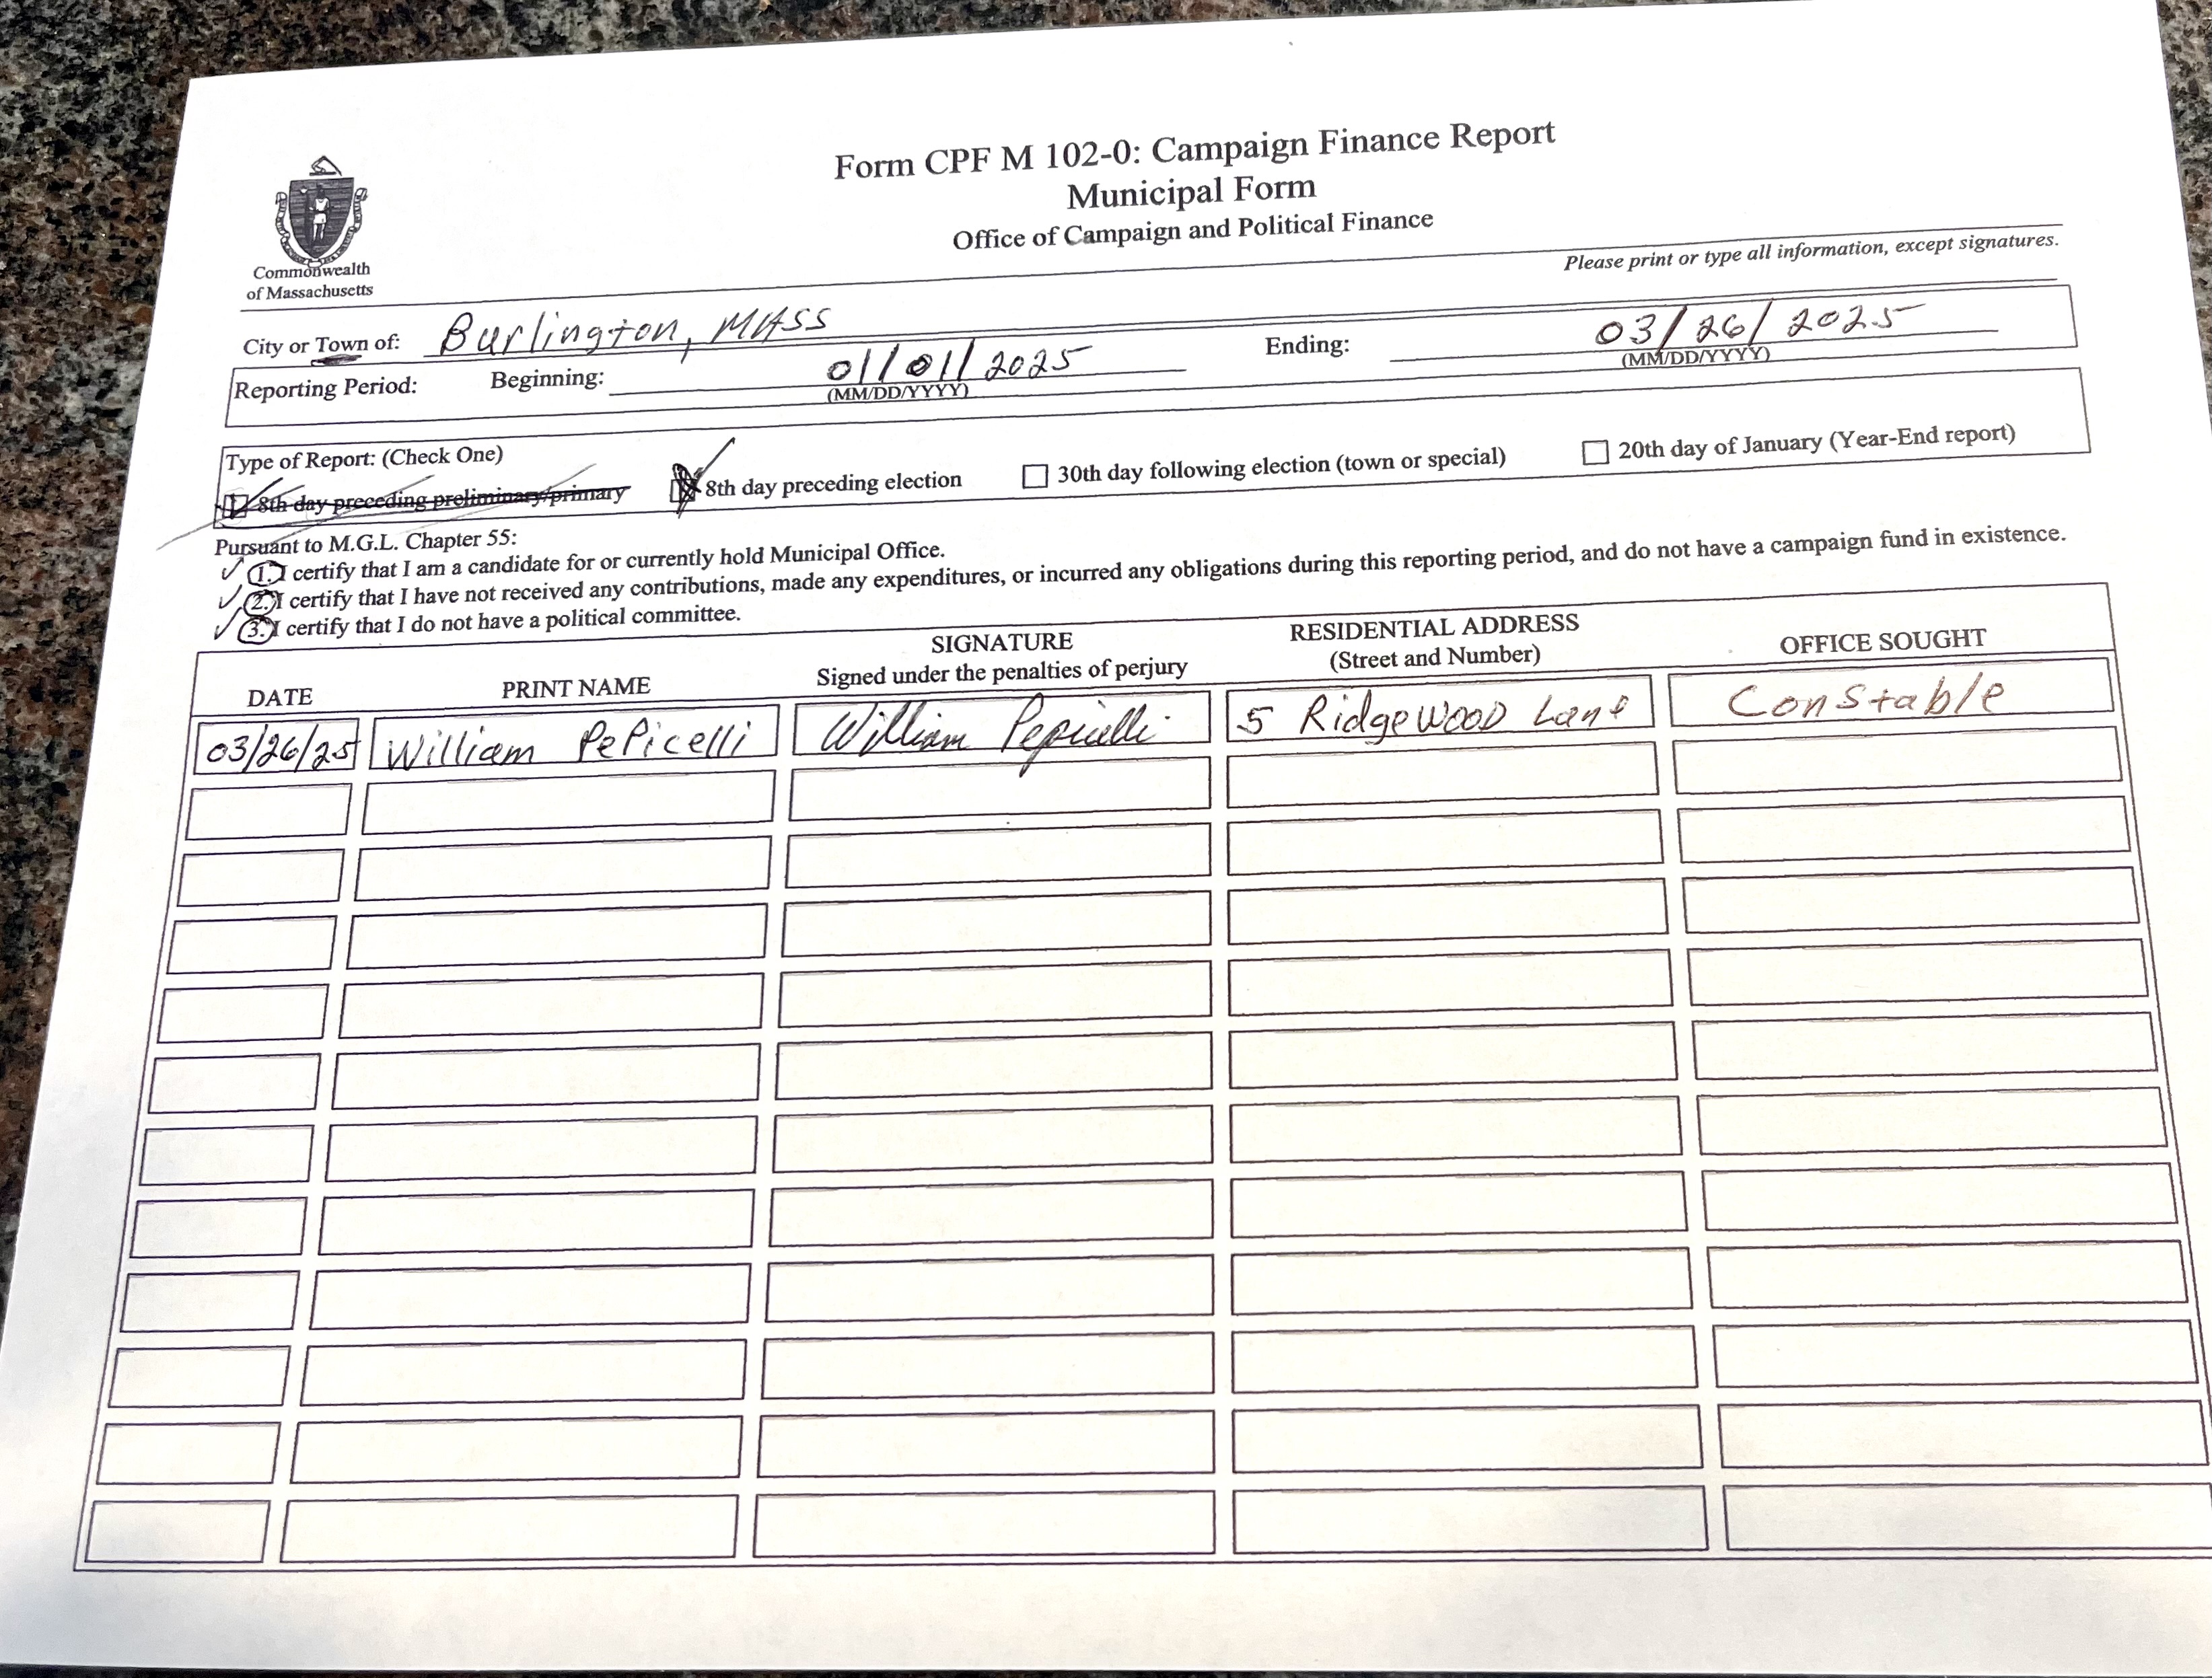 Form CPF M 102-0: Campaign Finance Report
Municipal Form
Office of Campaign and Political Finance
Commonwealth
of Massachusetts
Please print or type all information, except signatures.
City or Town of: Burlington, MASS
Reporting Period: Beginning: 01/01/2025 Ending: 03/26/2025
(MM/DD/YYYY) (MM/DD/YYYY)
Type of Report: (Check One)
8th day preceding preliminary/primary 8th day preceding election 30th day following election (town or special) 20th day of January (Year-End report)
Pursuant to M.G.L. Chapter 55:
1. I certify that I am a candidate for or currently hold Municipal Office.
2. I certify that I have not received any contributions, made any expenditures, or incurred any obligations during this reporting period, and do not have a campaign fund in existence.
3. I certify that I do not have a political committee.
DATE PRINT NAME SIGNATURE RESIDENTIAL ADDRESS OFFICE SOUGHT
Signed under the penalties of perjury (Street and Number)
03/26/25 William PePicelli William Pepicelli 5 RidgeWOOD Lane ConStable